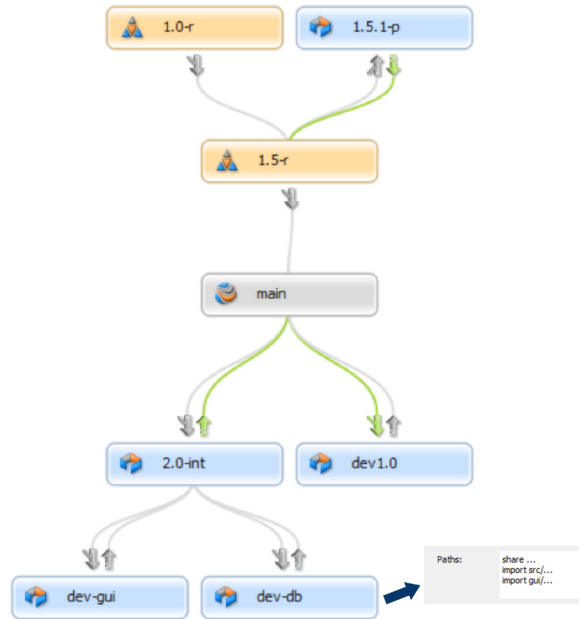 1.0-r
1.5.1-p
1.5-r
main
2.0-int
dev1.0
dev-gui
dev-db
Paths:
share ...
import src/...
import gui/...